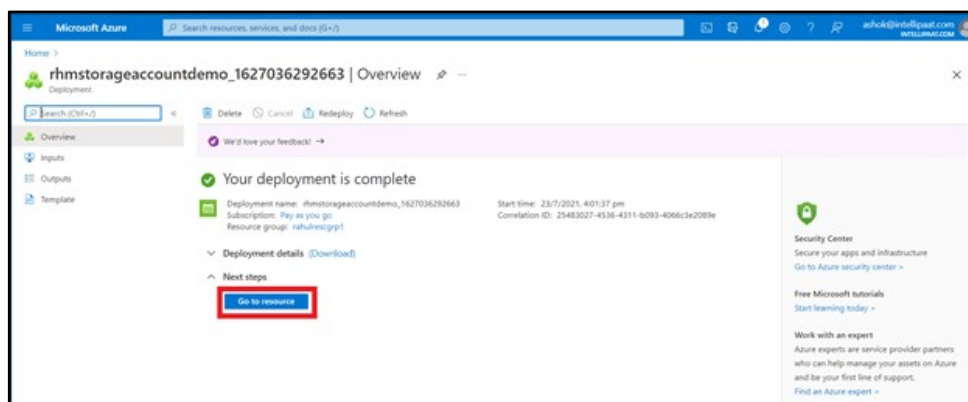 Microsoft Azure
Search resources, services, and docs (G+/)
ashok@intellipaat.com
INTELLIPAAT.COM
Home >
rhmstorageaccountdemo_1627036292663 | Overview
Deployment
Search (Ctrl+/)
Delete Cancel Redeploy Refresh
Overview
Inputs
Outputs
Template
We'd love your feedback! →
Your deployment is complete
Deployment name: rhmstorageaccountdemo_1627036292663
Subscription: Pay as you go
Resource group: rahulrescgrp1
Start time: 23/7/2021, 4:01:37 pm
Correlation ID: 25483027-4536-4311-b093-4066c3e2089e
Deployment details (Download)
Next steps
Go to resource
Security Center
Secure your apps and infrastructure
Go to Azure security center >
Free Microsoft tutorials
Start learning today >
Work with an expert
Azure experts are service provider partners
who can help manage your assets on Azure
and be your first line of support.
Find an Azure expert >